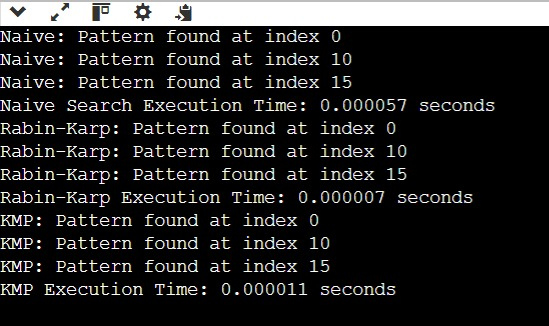 Naive: Pattern found at index 0
Naive: Pattern found at index 10
Naive: Pattern found at index 15
Naive Search Execution Time: 0.000057 seconds
Rabin-Karp: Pattern found at index 0
Rabin-Karp: Pattern found at index 10
Rabin-Karp: Pattern found at index 15
Rabin-Karp Execution Time: 0.000007 seconds
KMP: Pattern found at index 0
KMP: Pattern found at index 10
KMP: Pattern found at index 15
KMP Execution Time: 0.000011 seconds